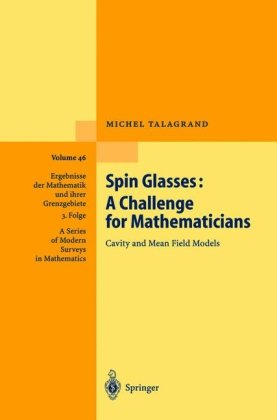 MICHEL TALAGRAND
Volume 46
Ergebnisse
der Mathematik
und ihrer
Grenzgebiete
3. Folge
A Series
of Modern
Surveys
in Mathematics
Spin Glasses:
A Challenge
for Mathematicians
Cavity and Mean Field Models
Springer